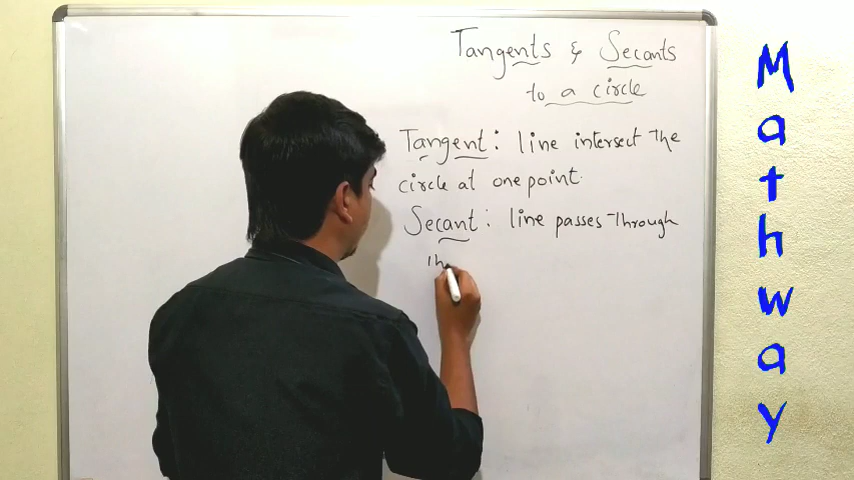 Tangents & Secants
to a circle
Tangent : line intersect the
circle at one point.
Secant : line passes through
th
Mathway